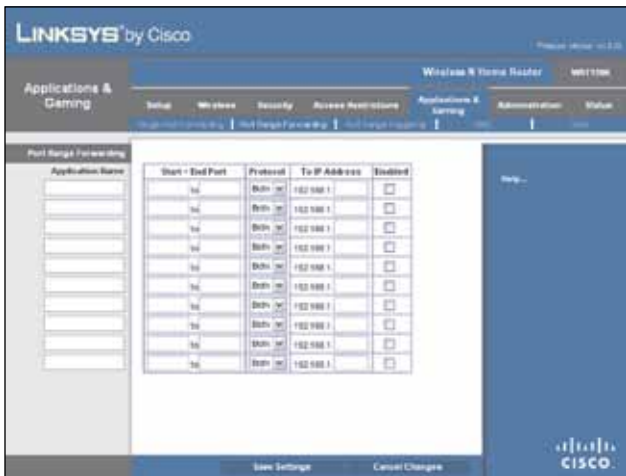 LINKSYS by Cisco
Wireless-N Home Router
Applications & Gaming
Setup Wireless Security Access Restrictions Applications & Gaming Administration Status
Port Range Forwarding
Port Range Forwarding
Application Name
Start ~ End Port Protocol To IP Address Enabled
to Both 192.168.1.
to Both 192.168.1.
to Both 192.168.1.
to Both 192.168.1.
to Both 192.168.1.
to Both 192.168.1.
to Both 192.168.1.
to Both 192.168.1.
to Both 192.168.1.
to Both 192.168.1.
Help...
Save Settings Cancel Changes
CISCO